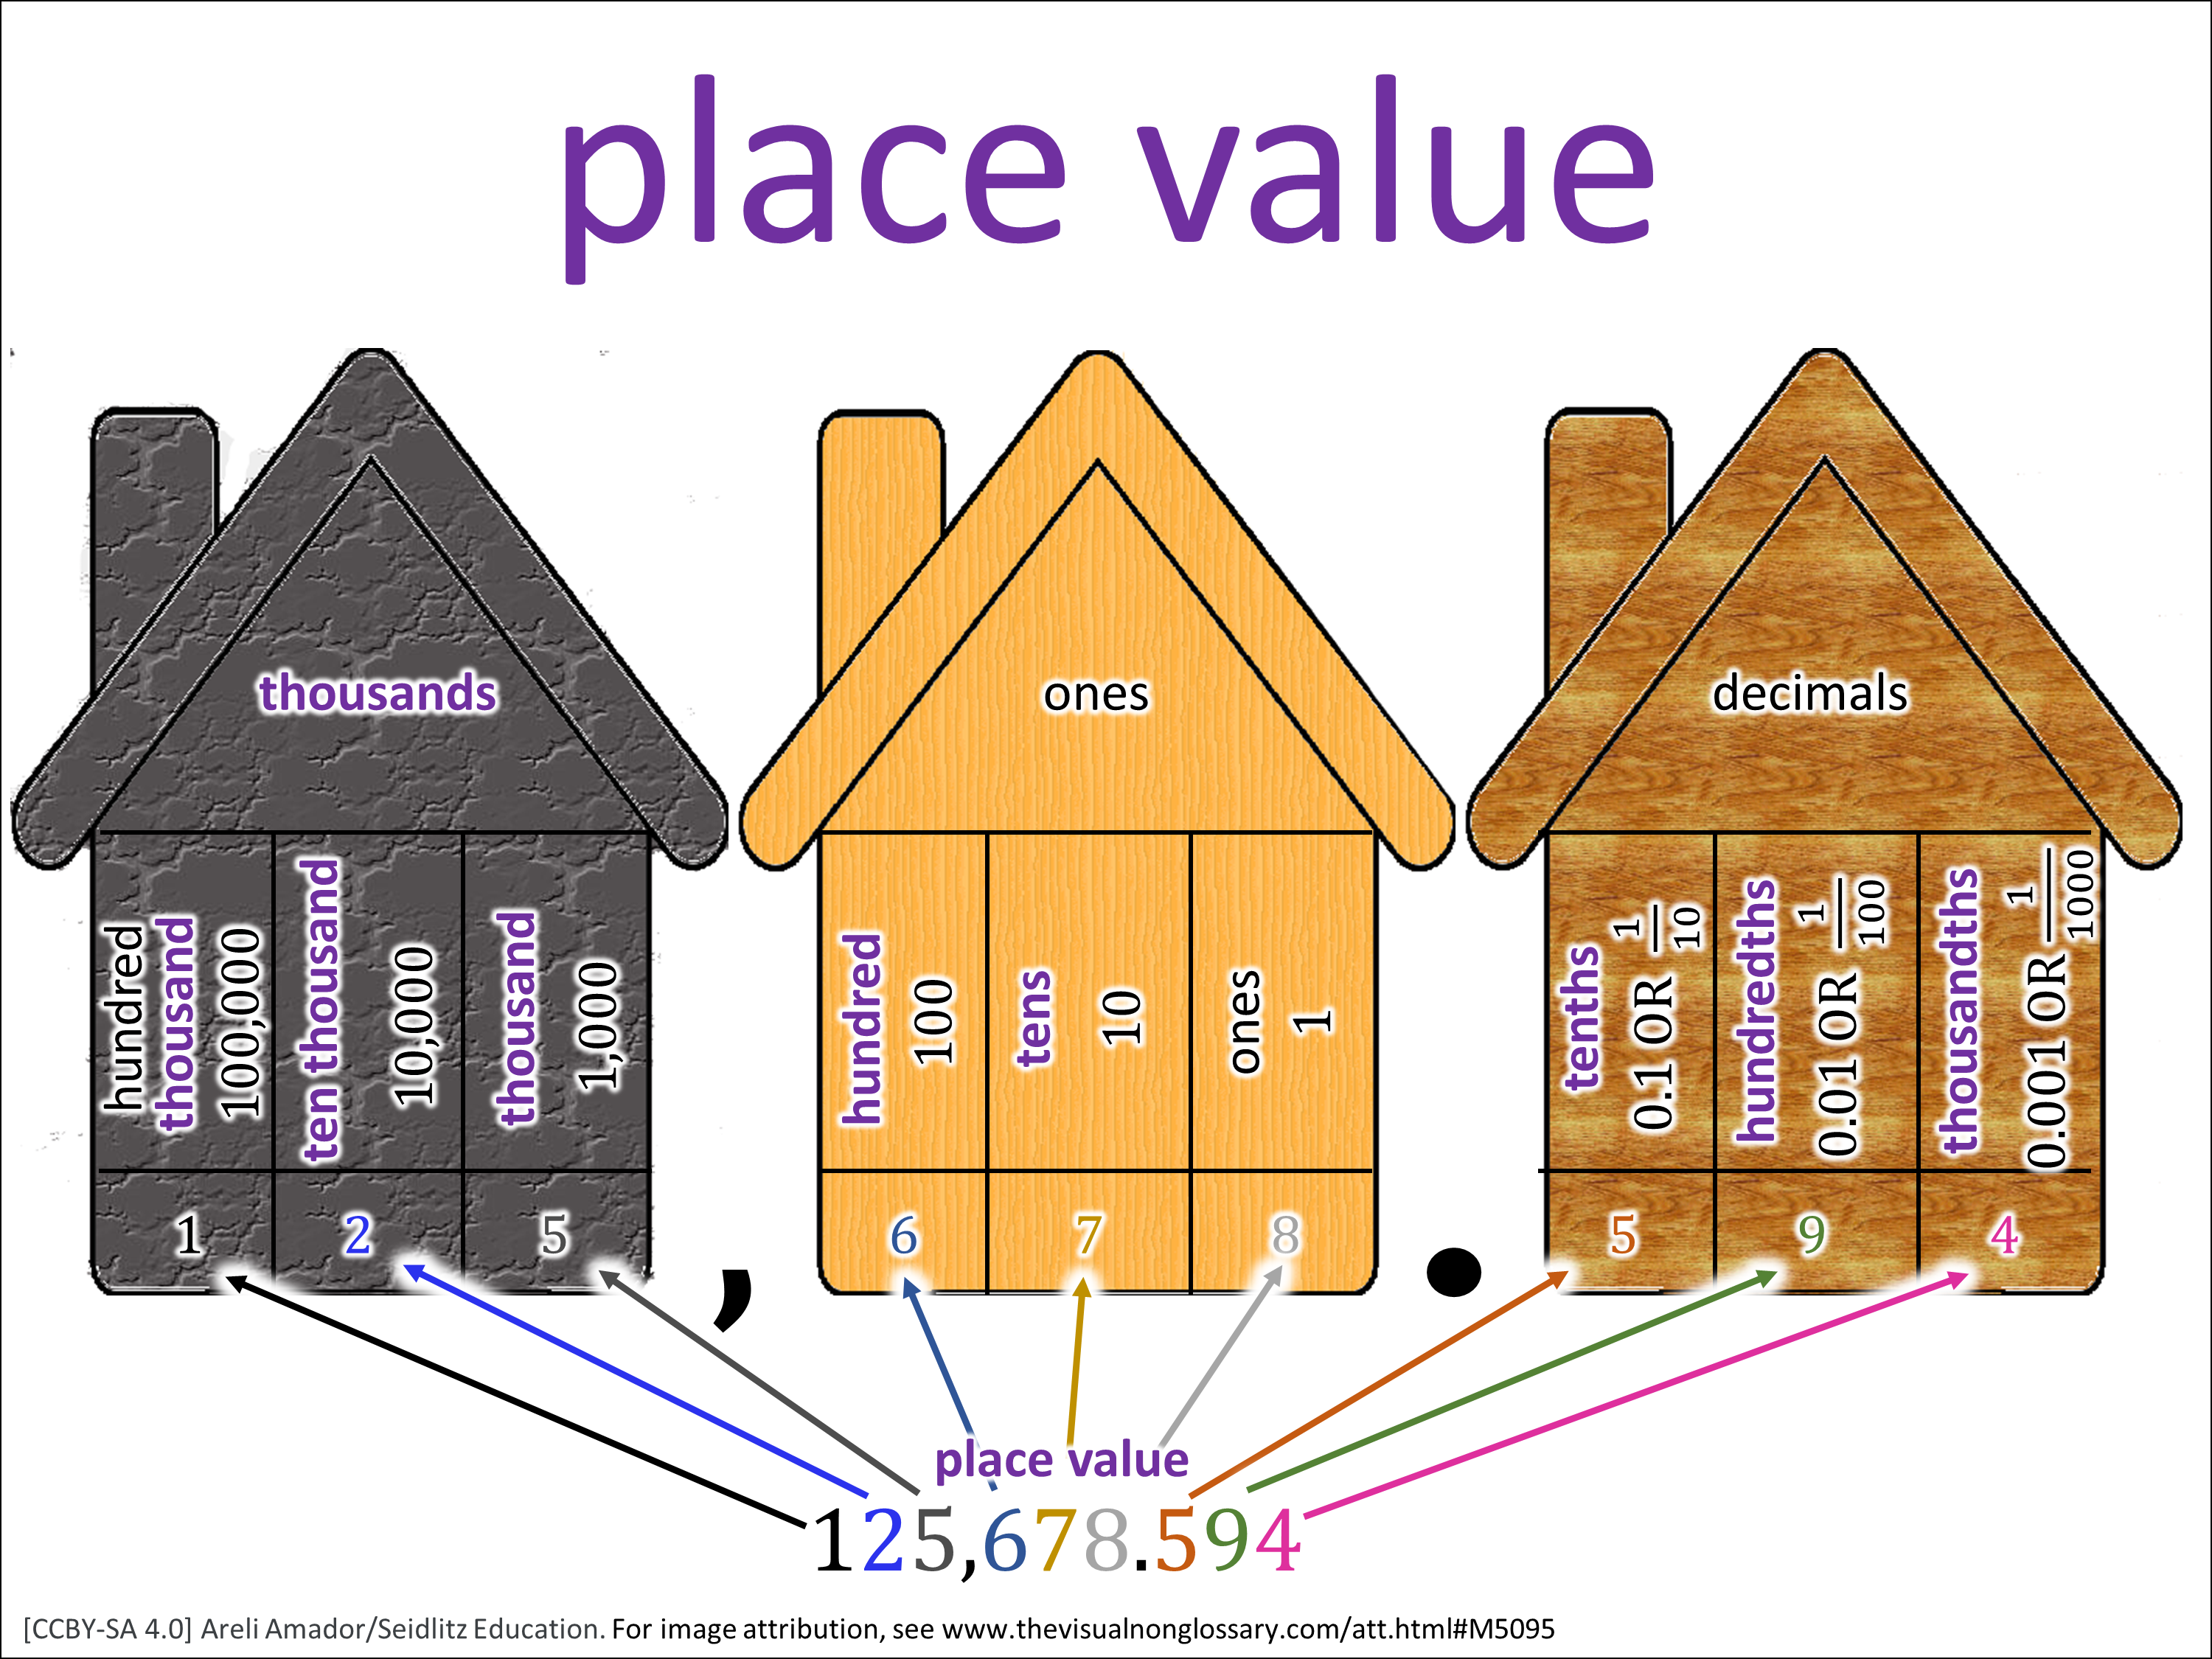 place value
thousands
ones
decimals
hundred
thousand
100,000
ten thousand
10,000
thousand
1,000
hundred
100
tens
10
ones
1
tenths
0.1 OR 1/10
hundredths
0.01 OR 1/100
thousandths
0.001 OR 1/1000
1 2 5 , 6 7 8 . 5 9 4
place value
125,678.594
[CCBY-SA 4.0] Areli Amador/Seidlitz Education. For image attribution, see www.thevisualnonglossary.com/att.html#M5095